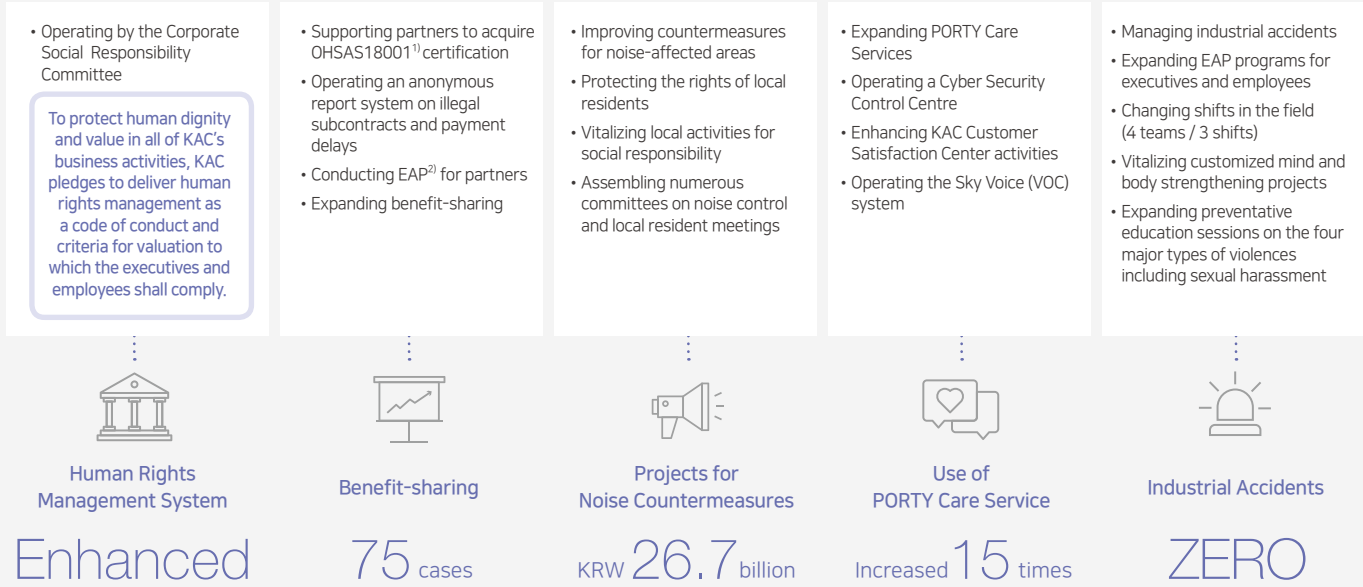 • Operating by the Corporate
Social Responsibility
Committee
To protect human dignity
and value in all of KAC's
business activities, KAC
pledges to deliver human
rights management as
a code of conduct and
criteria for valuation to
which the executives and
employees shall comply.
• Supporting partners to acquire
OHSAS18001¹⁾ certification
• Operating an anonymous
report system on illegal
subcontracts and payment
delays
• Conducting EAP²⁾ for partners
• Expanding benefit-sharing
• Improving countermeasures
for noise-affected areas
• Protecting the rights of local
residents
• Vitalizing local activities for
social responsibility
• Assembling numerous
committees on noise control
and local resident meetings
• Expanding PORTY Care
Services
• Operating a Cyber Security
Control Centre
• Enhancing KAC Customer
Satisfaction Center activities
• Operating the Sky Voice (VOC)
system
• Managing industrial accidents
• Expanding EAP programs for
executives and employees
• Changing shifts in the field
(4 teams / 3 shifts)
• Vitalizing customized mind and
body strengthening projects
• Expanding preventative
education sessions on the four
major types of violences
including sexual harassment
Human Rights
Management System
Enhanced
Benefit-sharing
75 cases
Projects for
Noise Countermeasures
KRW 26.7 billion
Use of
PORTY Care Service
Increased 15 times
Industrial Accidents
ZERO